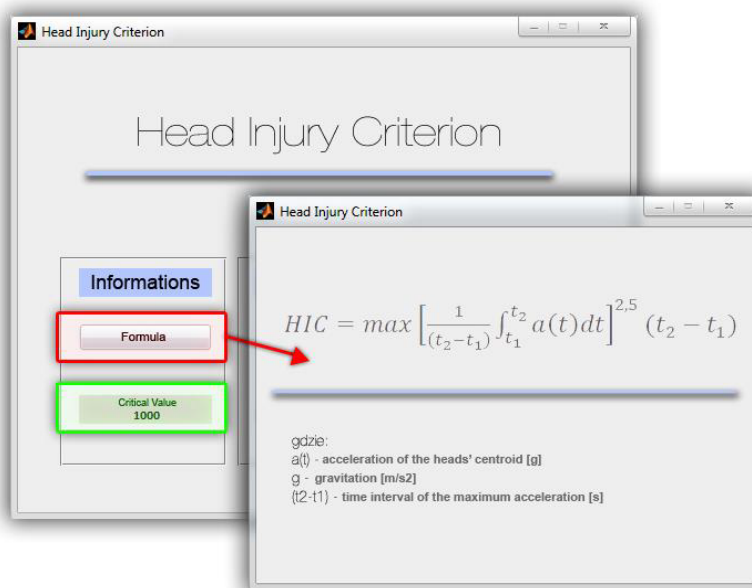 Head Injury Criterion
Head Injury Criterion
Informations
Formula
Critical Value
1000
Head Injury Criterion
HIC = max [1/(t₂−t₁) ∫ₜ₁ᵗ² a(t)dt]^2,5 (t₂ − t₁)
gdzie:
a(t) - acceleration of the heads' centroid [g]
g - gravitation [m/s2]
(t2-t1) - time interval of the maximum acceleration [s]